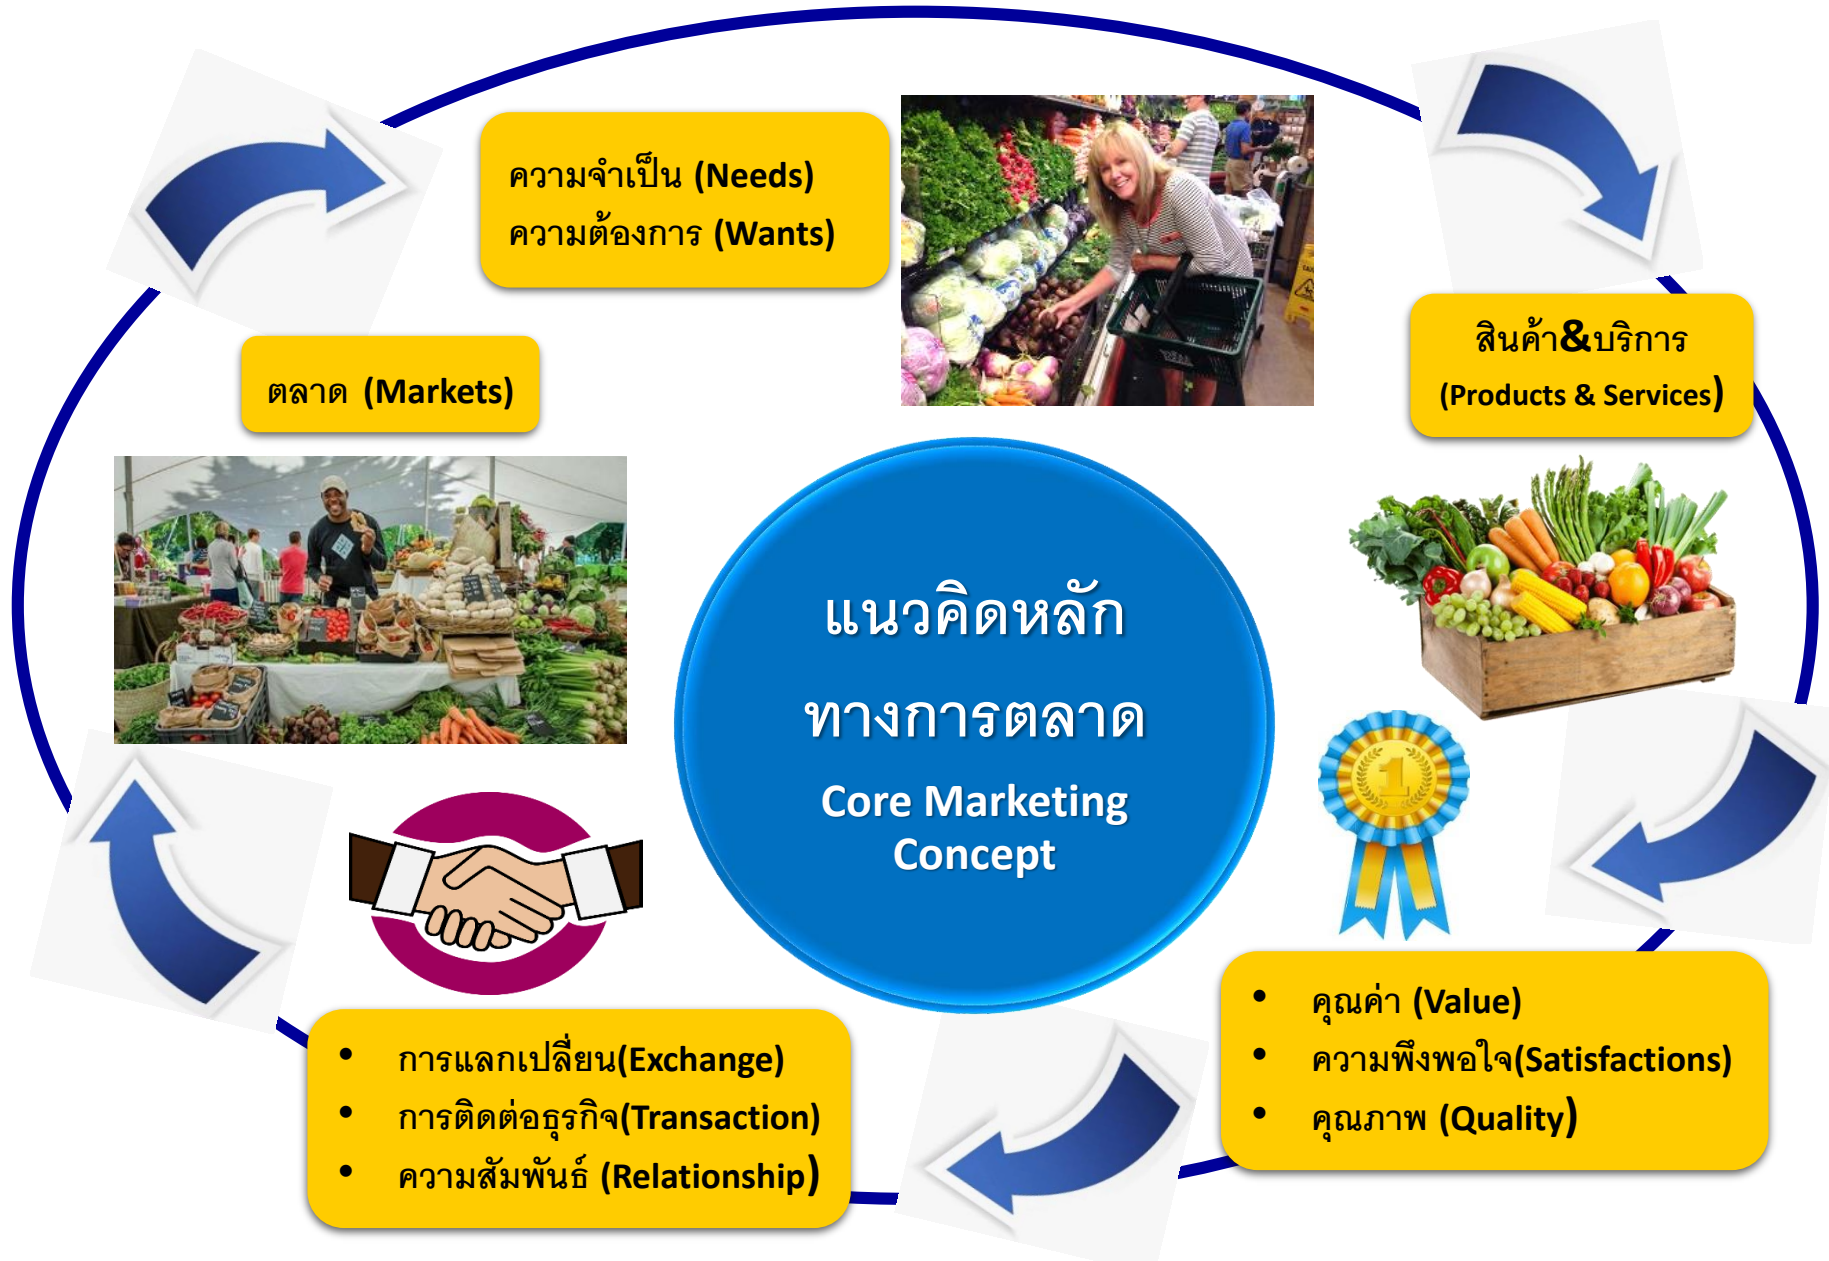 ความจำเป็น (Needs)
ความต้องการ (Wants)
สินค้า&บริการ
(Products & Services)
ตลาด (Markets)
แนวคิดหลัก
ทางการตลาด
Core Marketing
Concept
1
• คุณค่า (Value)
• ความพึงพอใจ(Satisfactions)
• คุณภาพ (Quality)
• การแลกเปลี่ยน(Exchange)
• การติดต่อธุรกิจ(Transaction)
• ความสัมพันธ์ (Relationship)